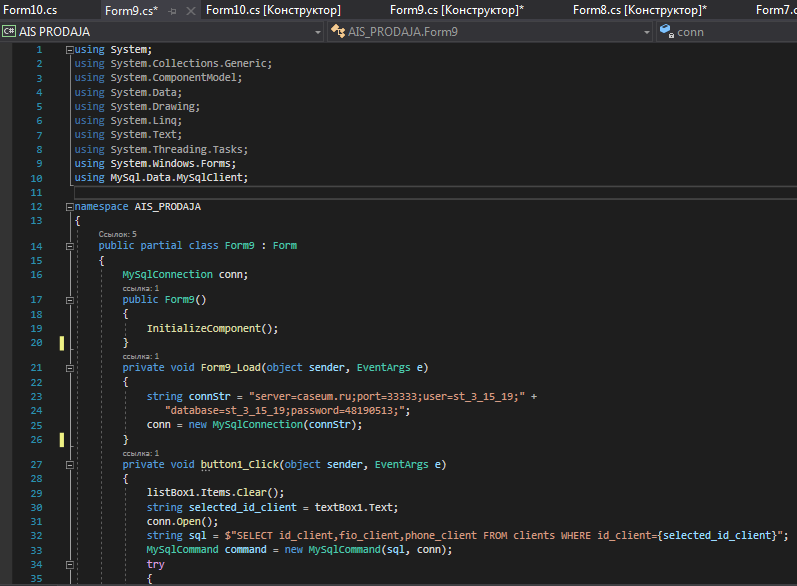 Form10.cs Form9.cs* Form10.cs [Конструктор] Form9.cs [Конструктор]* Form8.cs [Конструктор]* Form7.c
C# AIS PRODAJA AIS_PRODAJA.Form9 conn
1 using System;
2 using System.Collections.Generic;
3 using System.ComponentModel;
4 using System.Data;
5 using System.Drawing;
6 using System.Linq;
7 using System.Text;
8 using System.Threading.Tasks;
9 using System.Windows.Forms;
10 using MySql.Data.MySqlClient;
11
12 namespace AIS_PRODAJA
13 {
Ссылок: 5
14 public partial class Form9 : Form
15 {
16 MySqlConnection conn;
ссылка: 1
17 public Form9()
18 {
19 InitializeComponent();
20 }
ссылка: 1
21 private void Form9_Load(object sender, EventArgs e)
22 {
23 string connStr = "server=caseum.ru;port=33333;user=st_3_15_19;" +
24 "database=st_3_15_19;password=48190513;";
25 conn = new MySqlConnection(connStr);
26 }
ссылка: 1
27 private void button1_Click(object sender, EventArgs e)
28 {
29 listBox1.Items.Clear();
30 string selected_id_client = textBox1.Text;
31 conn.Open();
32 string sql = $"SELECT id_client,fio_client,phone_client FROM clients WHERE id_client={selected_id_client}";
33 MySqlCommand command = new MySqlCommand(sql, conn);
34 try
35 {